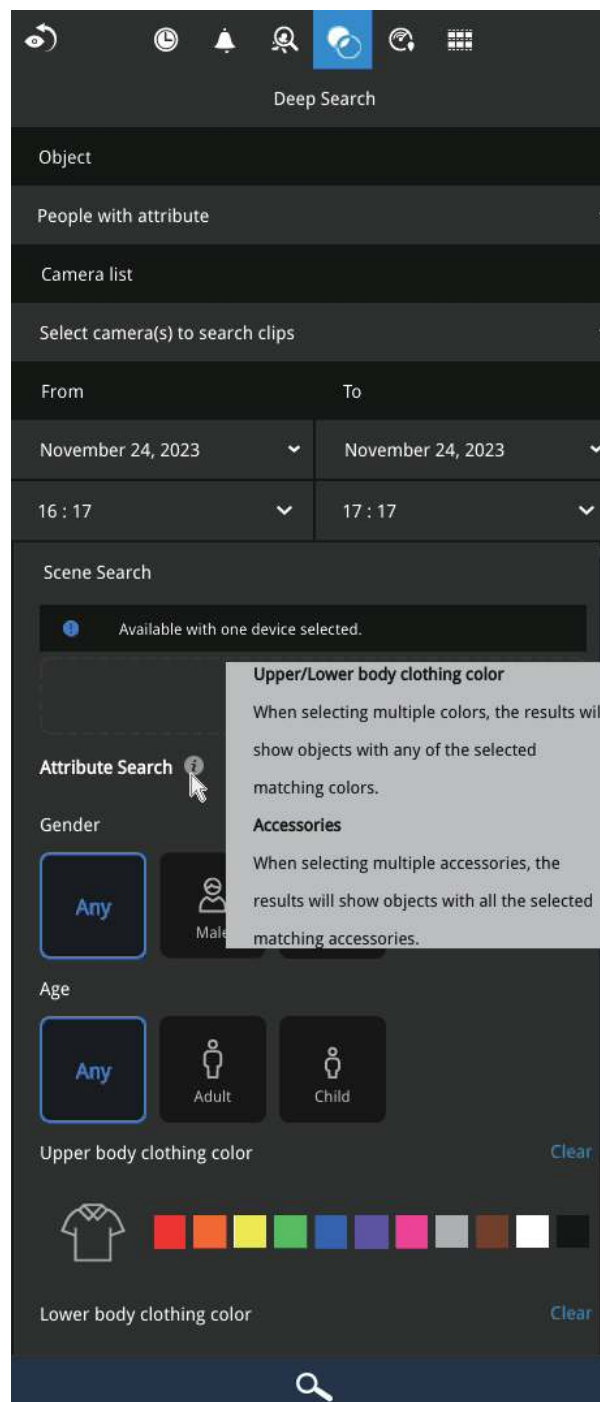 Deep Search
Object
People with attribute
Camera list
Select camera(s) to search clips
From To
November 24, 2023 November 24, 2023
16 : 17 17 : 17
Scene Search
Available with one device selected.
Upper/Lower body clothing color
When selecting multiple colors, the results will
show objects with any of the selected
matching colors.
Accessories
When selecting multiple accessories, the
results will show objects with all the selected
matching accessories.
Attribute Search
Gender
Any Male
Age
Any Adult Child
Upper body clothing color Clear
Lower body clothing color Clear